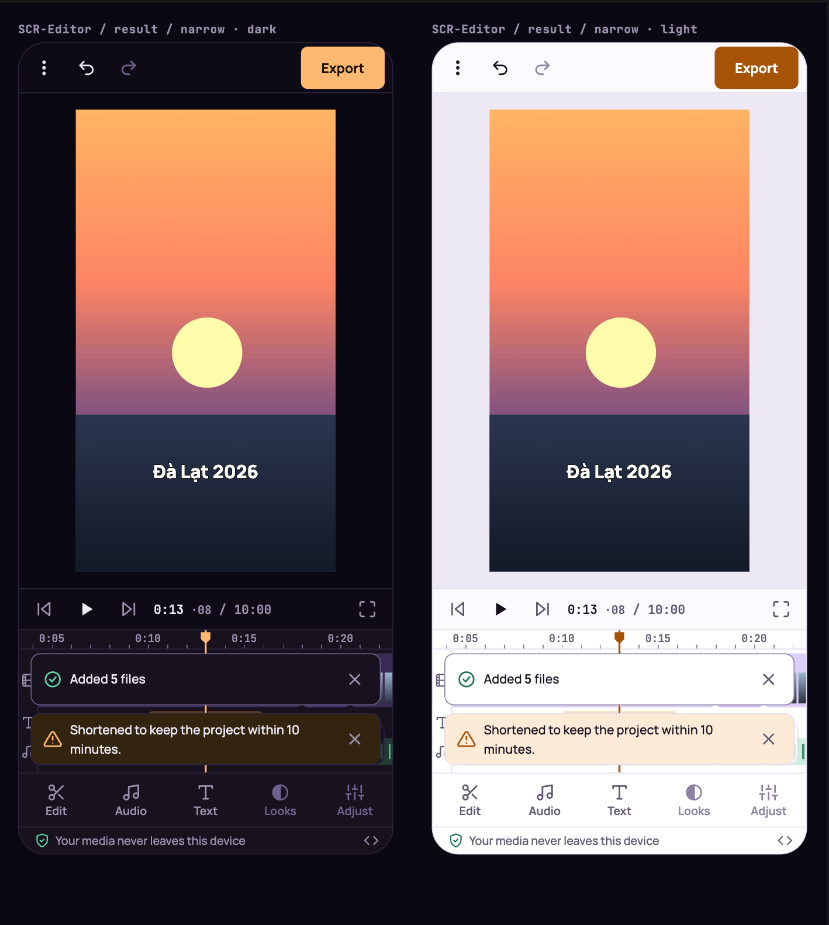 SCR-Editor / result / narrow · dark
Export
Đà Lạt 2026
0:13 ·08 / 10:00
0:05 0:10 0:15 0:20
Added 5 files
Shortened to keep the project within 10
minutes.
Edit Audio Text Looks Adjust
Your media never leaves this device
SCR-Editor / result / narrow · light
Export
Đà Lạt 2026
0:13 ·08 / 10:00
0:05 0:10 0:15 0:20
Added 5 files
Shortened to keep the project within 10
minutes.
Edit Audio Text Looks Adjust
Your media never leaves this device